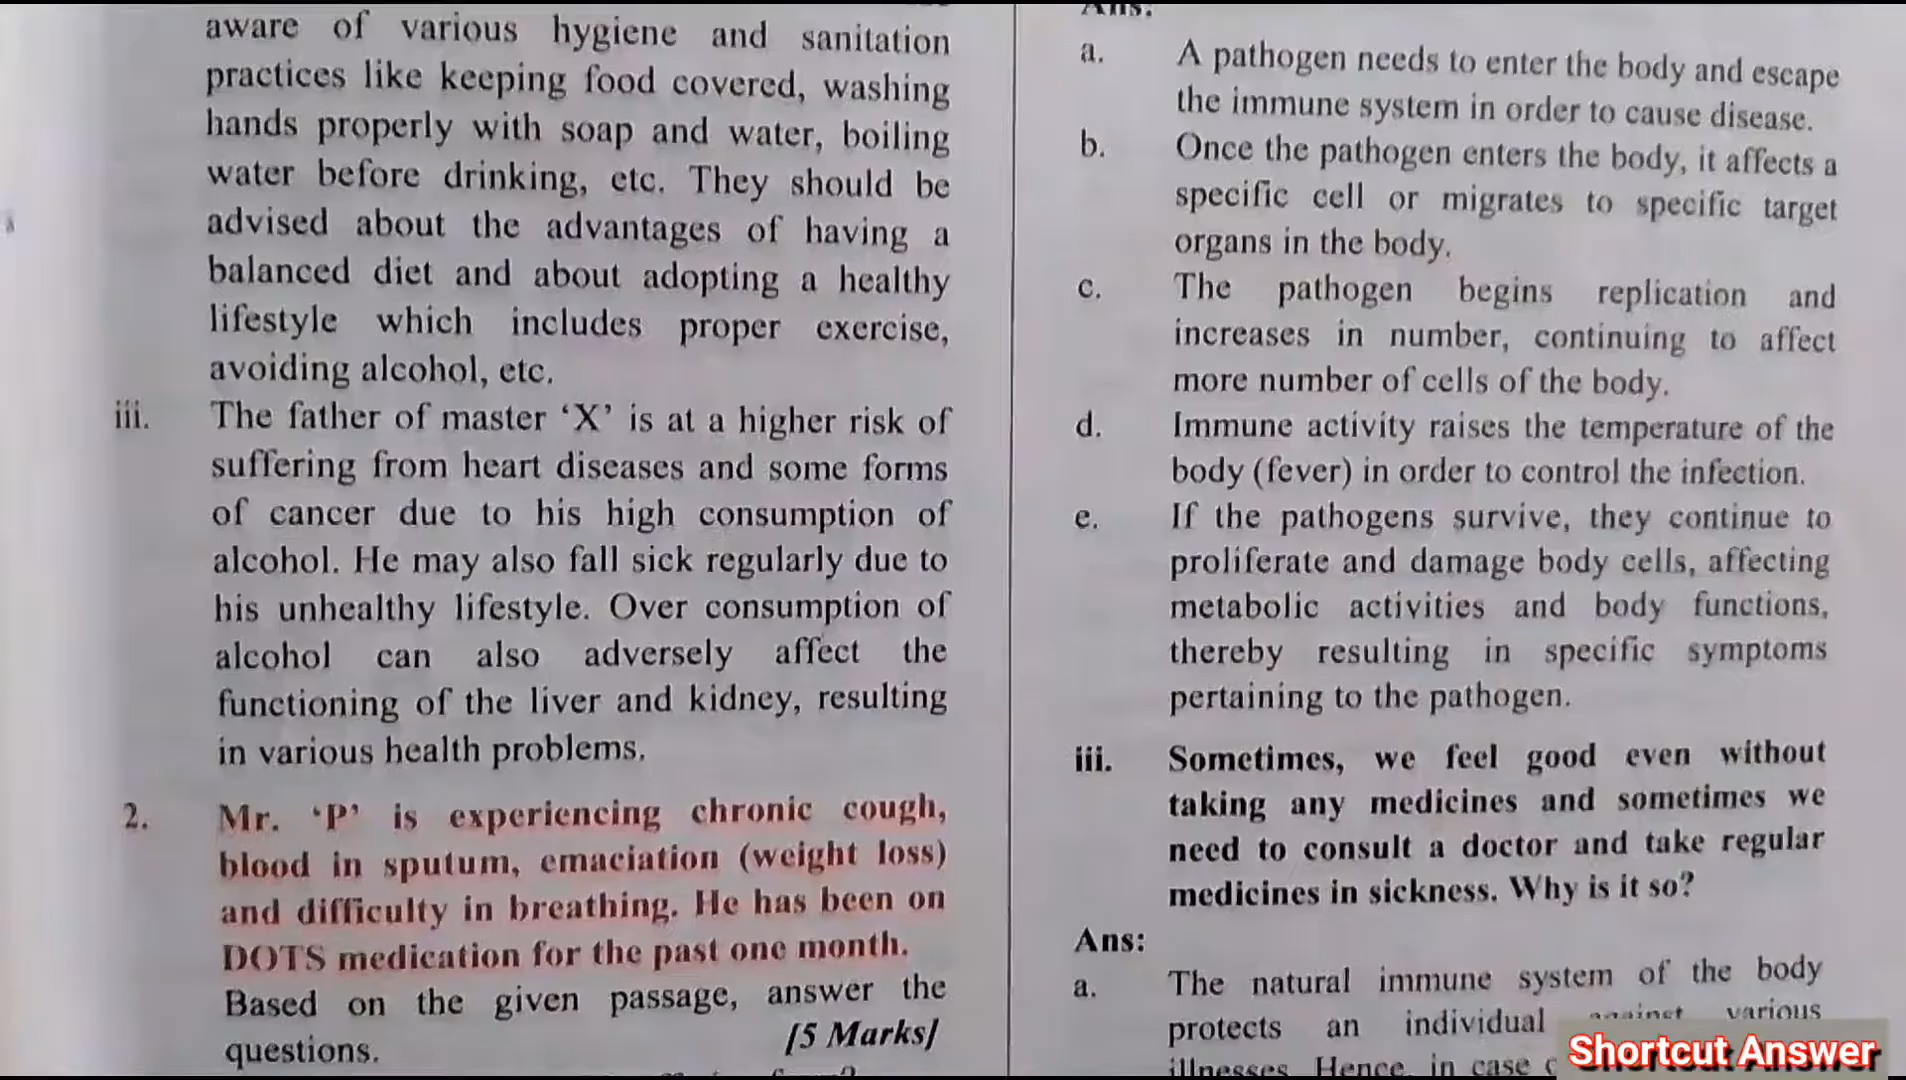 aware of various hygiene and sanitation
practices like keeping food covered, washing
hands properly with soap and water, boiling
water before drinking, etc. They should be
advised about the advantages of having a
balanced diet and about adopting a healthy
lifestyle which includes proper exercise,
avoiding alcohol, etc.
iii. The father of master ‘X’ is at a higher risk of
suffering from heart diseases and some forms
of cancer due to his high consumption of
alcohol. He may also fall sick regularly due to
his unhealthy lifestyle. Over consumption of
alcohol can also adversely affect the
functioning of the liver and kidney, resulting
in various health problems.
2. Mr. ‘P’ is experiencing chronic cough,
blood in sputum, emaciation (weight loss)
and difficulty in breathing. He has been on
DOTS medication for the past one month.
Based on the given passage, answer the
questions. [5 Marks]
Ans:
a. A pathogen needs to enter the body and escape
the immune system in order to cause disease.
b. Once the pathogen enters the body, it affects a
specific cell or migrates to specific target
organs in the body.
c. The pathogen begins replication and
increases in number, continuing to affect
more number of cells of the body.
d. Immune activity raises the temperature of the
body (fever) in order to control the infection.
e. If the pathogens survive, they continue to
proliferate and damage body cells, affecting
metabolic activities and body functions,
thereby resulting in specific symptoms
pertaining to the pathogen.
iii. Sometimes, we feel good even without
taking any medicines and sometimes we
need to consult a doctor and take regular
medicines in sickness. Why is it so?
Ans:
a. The natural immune system of the body
protects an individual against various
illnesses. Hence, in case
Shortcut Answer